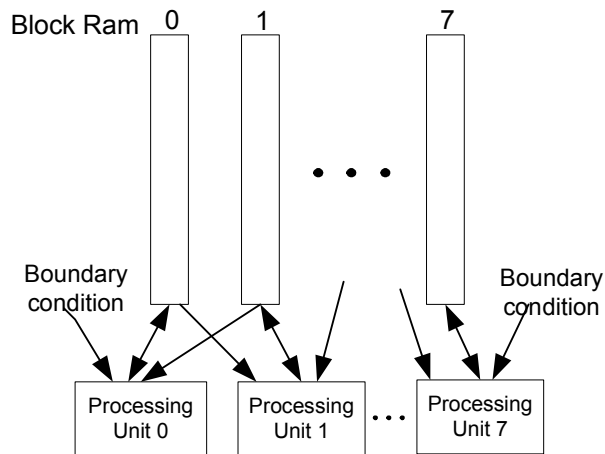 Block Ram 0 1 7
Boundary
condition
Boundary
condition
Processing
Unit 0
Processing
Unit 1
Processing
Unit 7